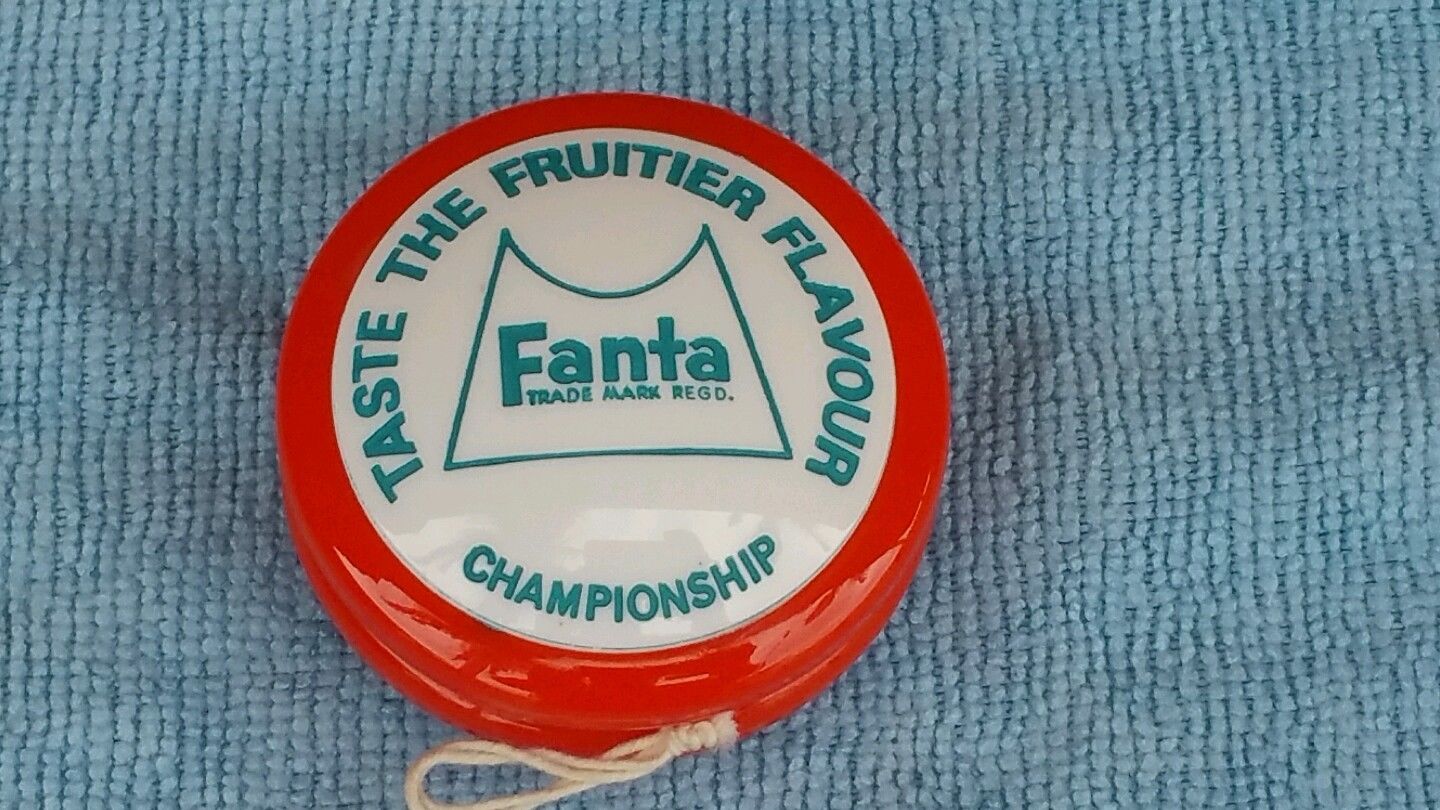 TASTE THE FRUITIER FLAVOUR
Fanta
TRADE MARK REGD.
CHAMPIONSHIP